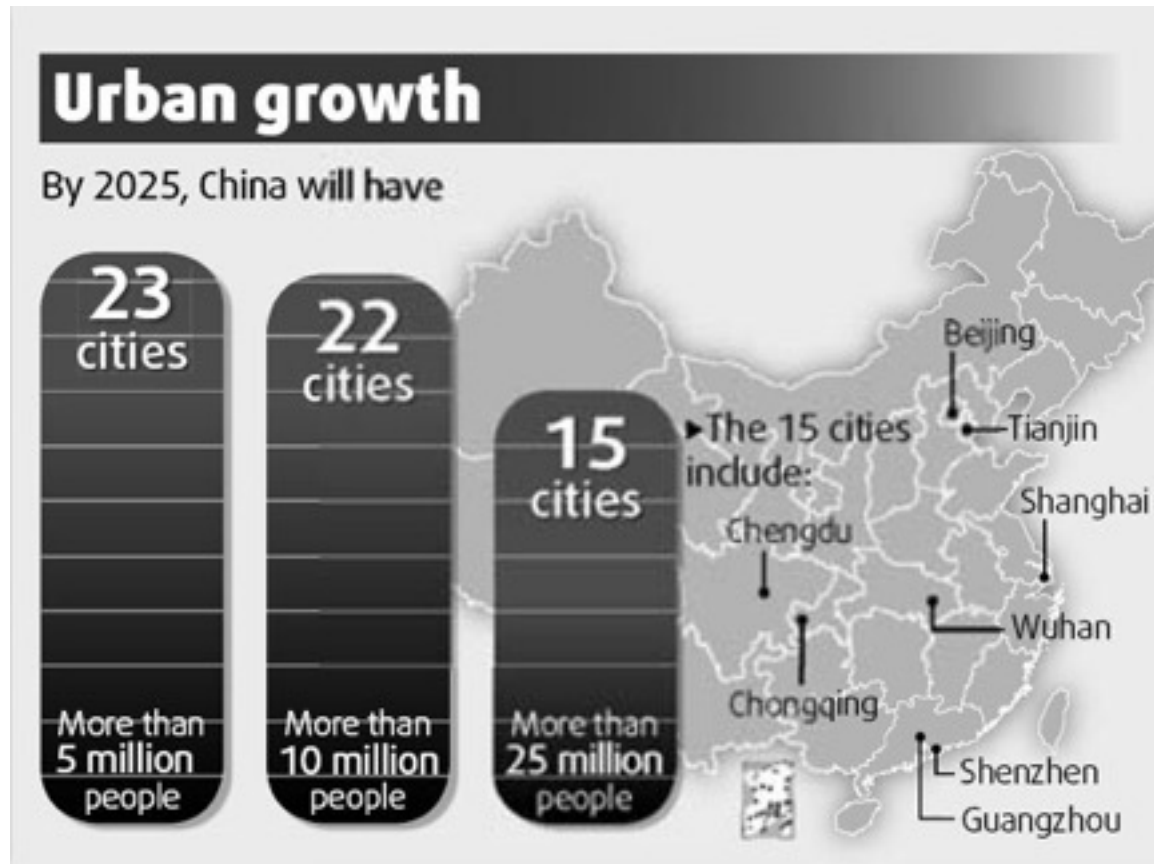 Urban growth
By 2025, China will have
23
cities
More than
5 million
people
22
cities
More than
10 million
people
15
cities
More than
25 million
people
►The 15 cities
include:
Beijing
Tianjin
Shanghai
Chengdu
Wuhan
Chongqing
Shenzhen
Guangzhou